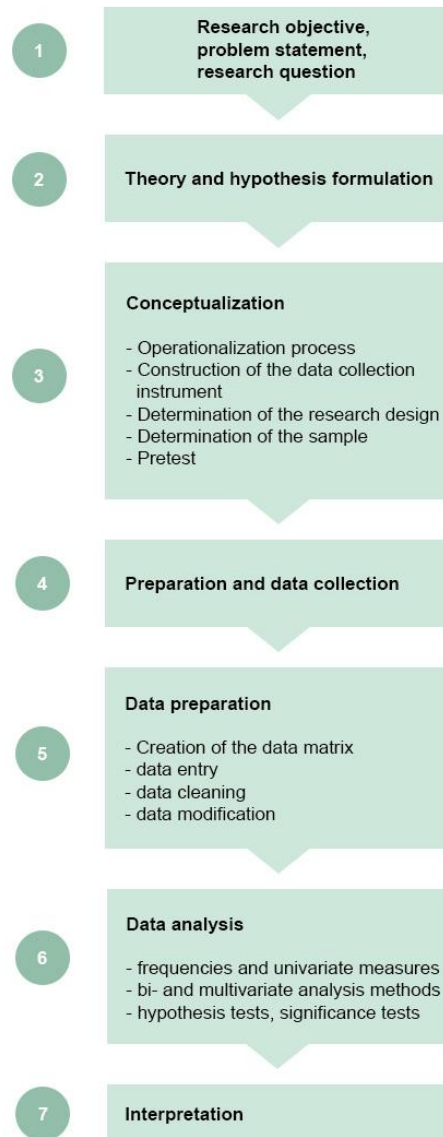 1
Research objective,
problem statement,
research question
2
Theory and hypothesis formulation
3
Conceptualization
- Operationalization process
- Construction of the data collection
instrument
- Determination of the research design
- Determination of the sample
- Pretest
4
Preparation and data collection
5
Data preparation
- Creation of the data matrix
- data entry
- data cleaning
- data modification
6
Data analysis
- frequencies and univariate measures
- bi- and multivariate analysis methods
- hypothesis tests, significance tests
7
Interpretation